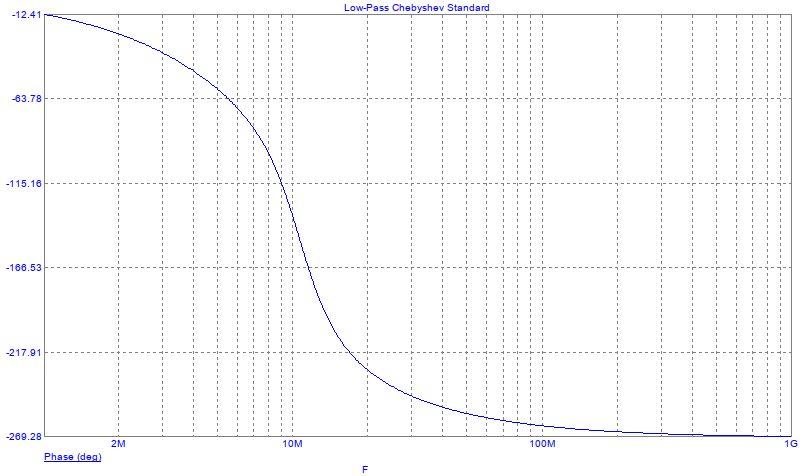 Low-Pass Chebyshev Standard
-12.41
-63.78
-115.16
-166.53
-217.91
-269.28
2M 10M 100M 1G
Phase (deg)
F